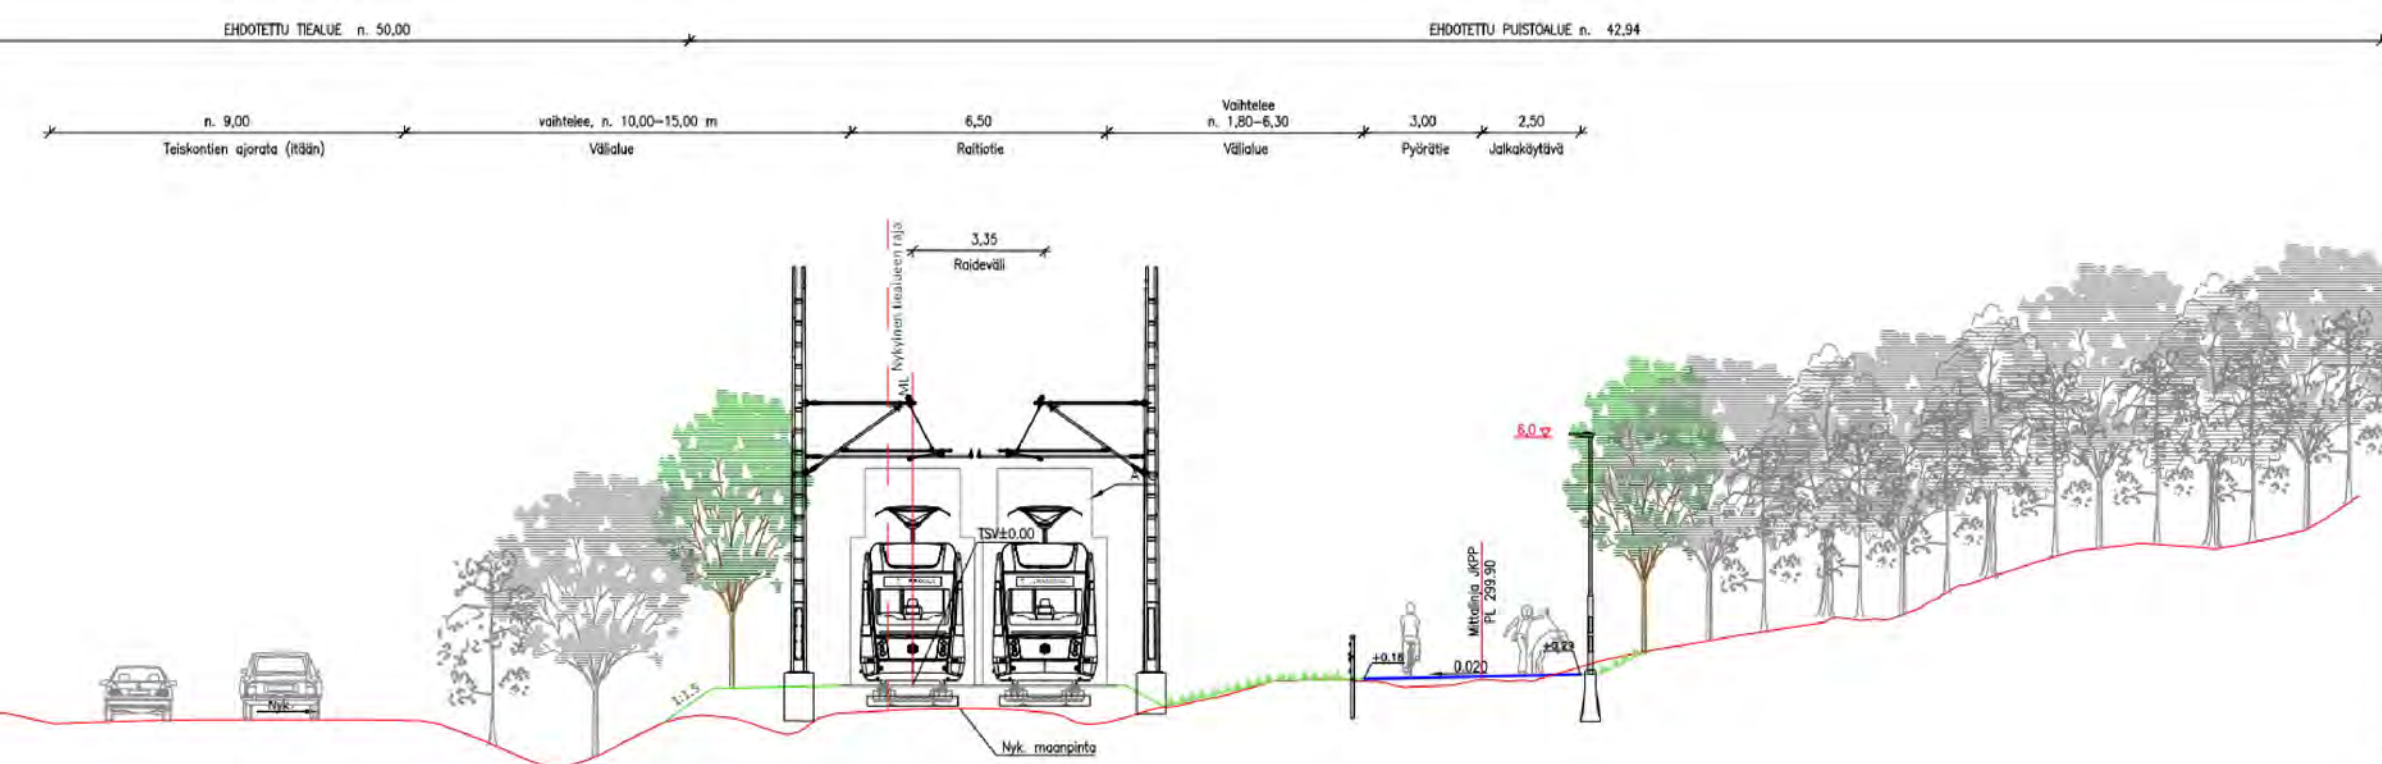 EHDOTETTU TIEALUE n. 50,00
EHDOTETTU PUISTOALUE n. 42,94
n. 9,00
Teiskontien ajorata (itään)
vaihtelee, n. 10,00-15,00 m
Välialue
6,50
Raitiotie
Vaihtelee
n. 1,80-6,30
Välialue
3,00
Pyörätie
2,50
Jalkakäytävä
3,35
Raideväli
Nykyinen tiealueen raja
ML
TSV±0.00
6,0
Mittalinja JKPP
PL 299.90
+0.16
0.020
+0.29
1:1.5
Nyk.
Nyk. maanpinta